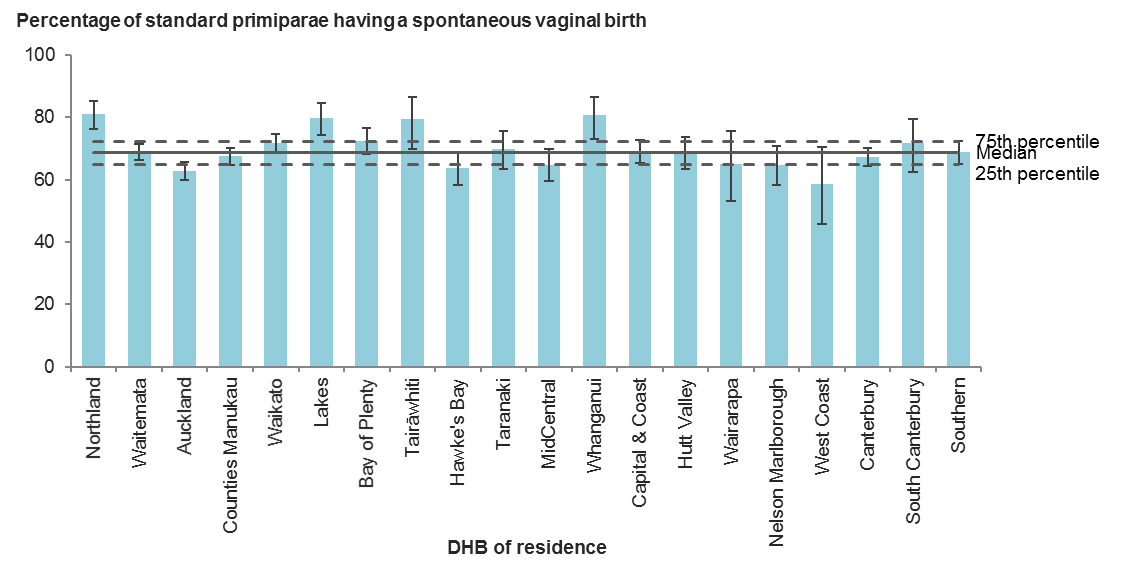 Percentage of standard primiparae having a spontaneous vaginal birth
100
80
60
40
20
0
75th percentile
Median
25th percentile
Northland
Waitemata
Auckland
Counties Manukau
Waikato
Lakes
Bay of Plenty
Tairāwhiti
Hawke's Bay
Taranaki
MidCentral
Whanganui
Capital & Coast
Hutt Valley
Wairarapa
Nelson Marlborough
West Coast
Canterbury
South Canterbury
Southern
DHB of residence